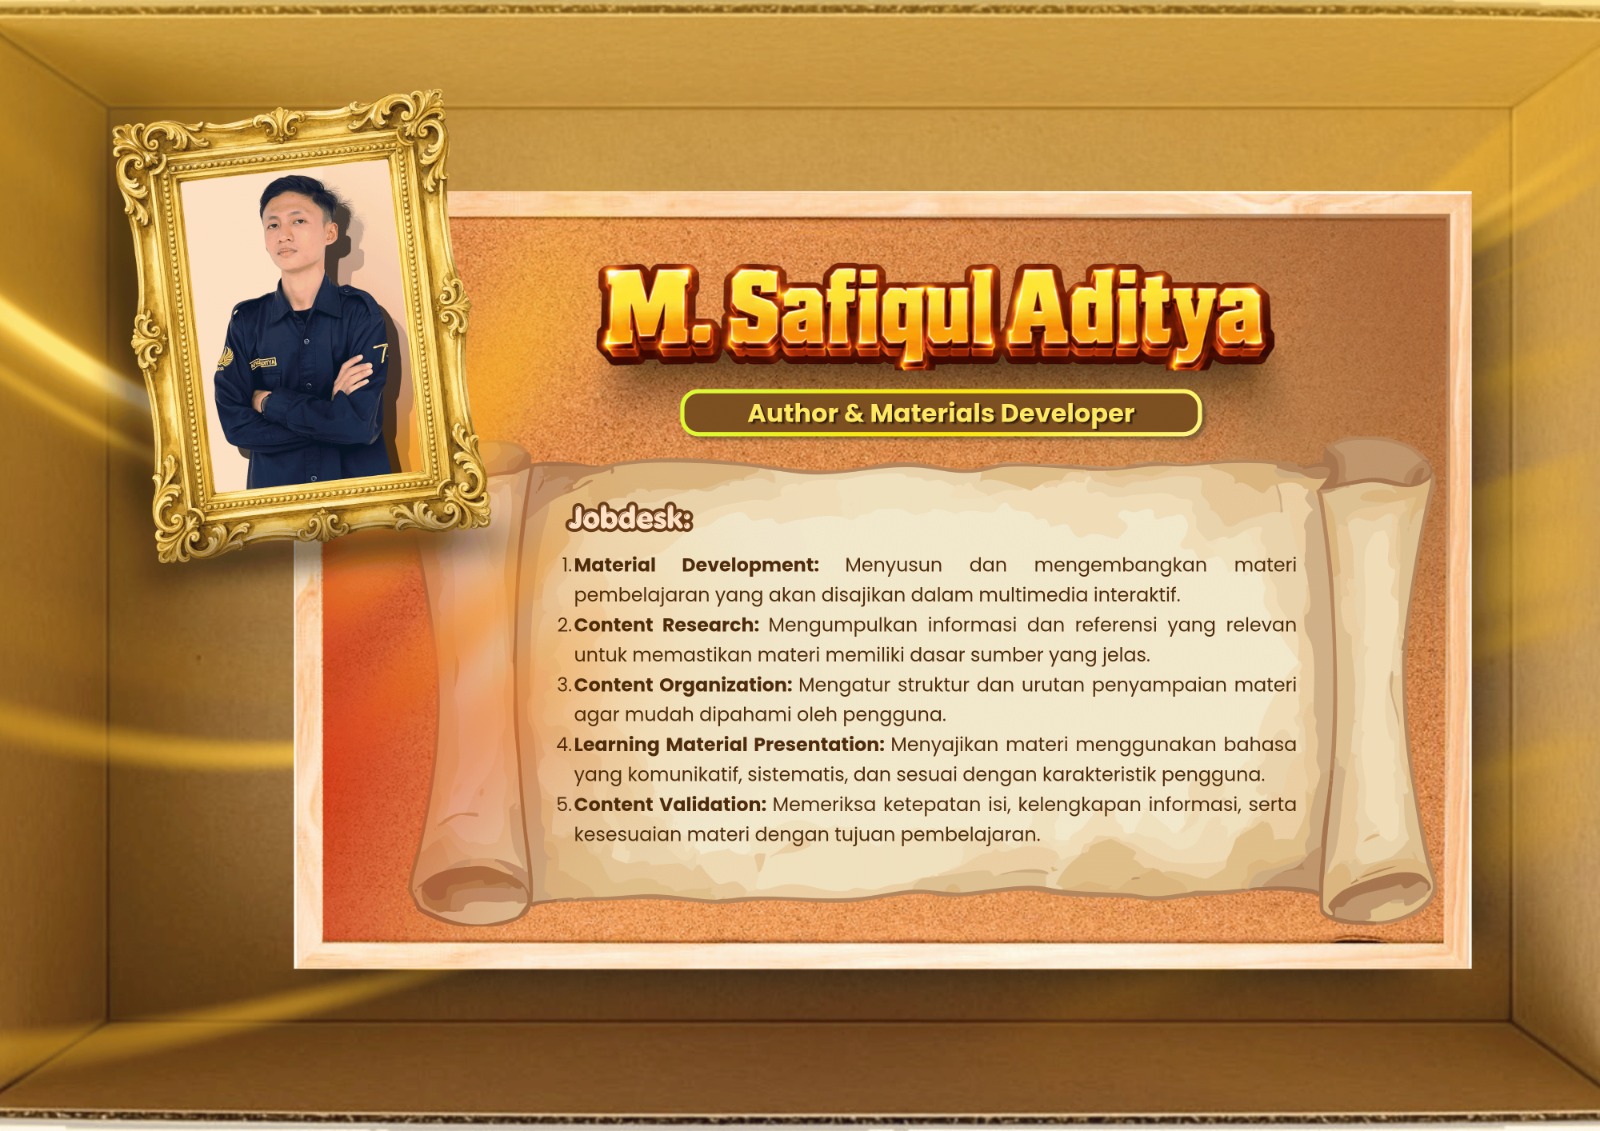 M. Safiqul Aditya
Author & Materials Developer
Jobdesk:
1. Material Development: Menyusun dan mengembangkan materi
pembelajaran yang akan disajikan dalam multimedia interaktif.
2. Content Research: Mengumpulkan informasi dan referensi yang relevan
untuk memastikan materi memiliki dasar sumber yang jelas.
3. Content Organization: Mengatur struktur dan urutan penyampaian materi
agar mudah dipahami oleh pengguna.
4. Learning Material Presentation: Menyajikan materi menggunakan bahasa
yang komunikatif, sistematis, dan sesuai dengan karakteristik pengguna.
5. Content Validation: Memeriksa ketepatan isi, kelengkapan informasi, serta
kesesuaian materi dengan tujuan pembelajaran.
7